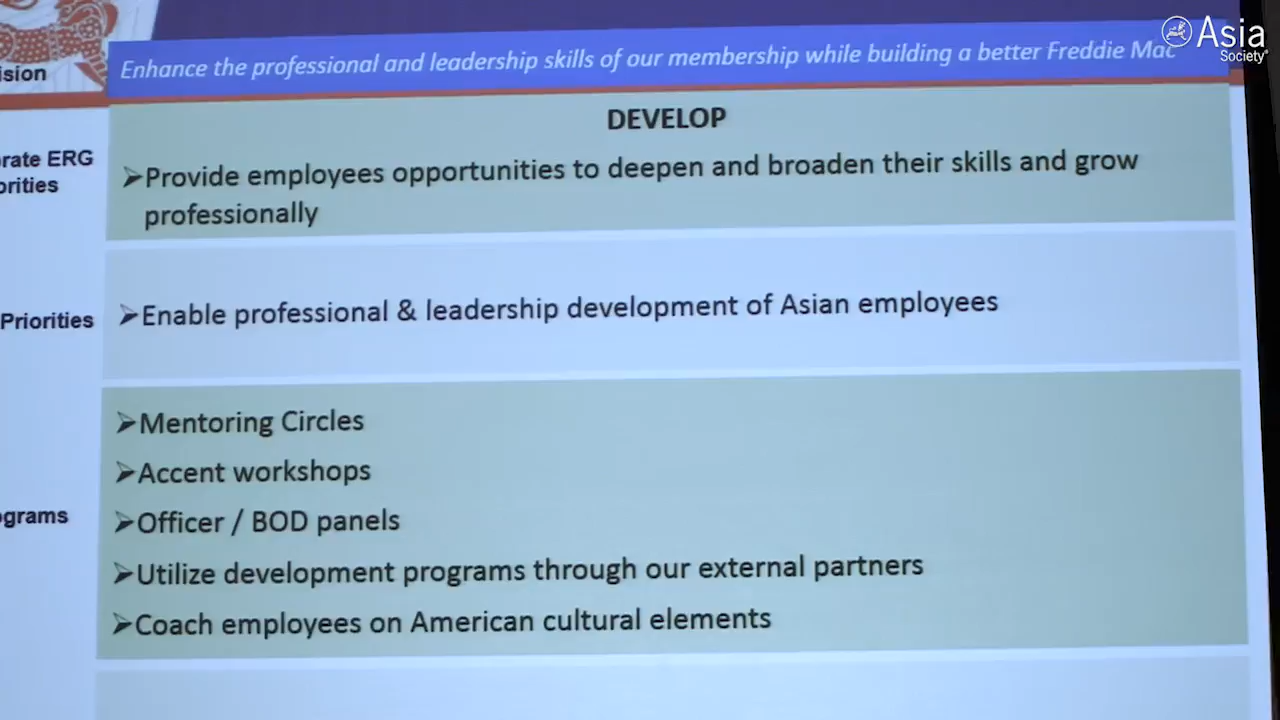 Asia
Society
ision
Enhance the professional and leadership skills of our membership while building a better Freddie Mac
DEVELOP
rate ERG
orities
➢Provide employees opportunities to deepen and broaden their skills and grow
professionally
Priorities
➢Enable professional & leadership development of Asian employees
ograms
➢Mentoring Circles
➢Accent workshops
➢Officer / BOD panels
➢Utilize development programs through our external partners
➢Coach employees on American cultural elements